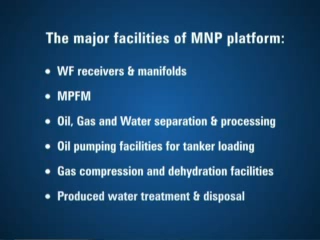 The major facilities of MNP platform:
• WF receivers & manifolds
• MPFM
• Oil, Gas and Water separation & processing
• Oil pumping facilities for tanker loading
• Gas compression and dehydration facilities
• Produced water treatment & disposal